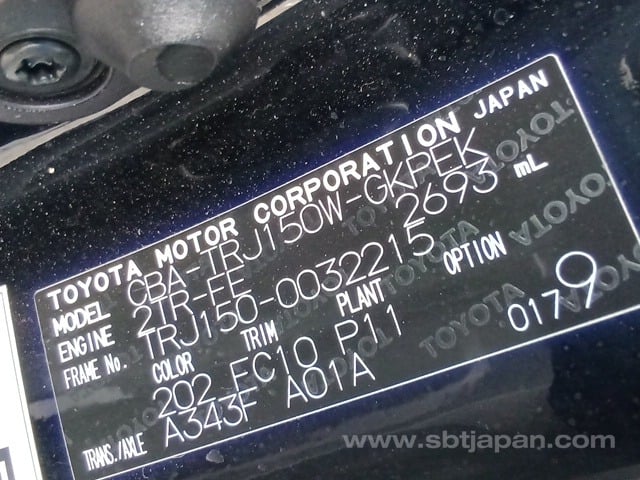 TOYOTA MOTOR CORPORATION JAPAN
MODEL CBA-TRJ150W-GKPEK
ENGINE 2TR-FE 2693 mL
FRAME No. TRJ150-0032215
COLOR TRIM PLANT OPTION
202 FC10 P11 0179
TRANS./AXLE A343F A01A
www.sbtjapan.com